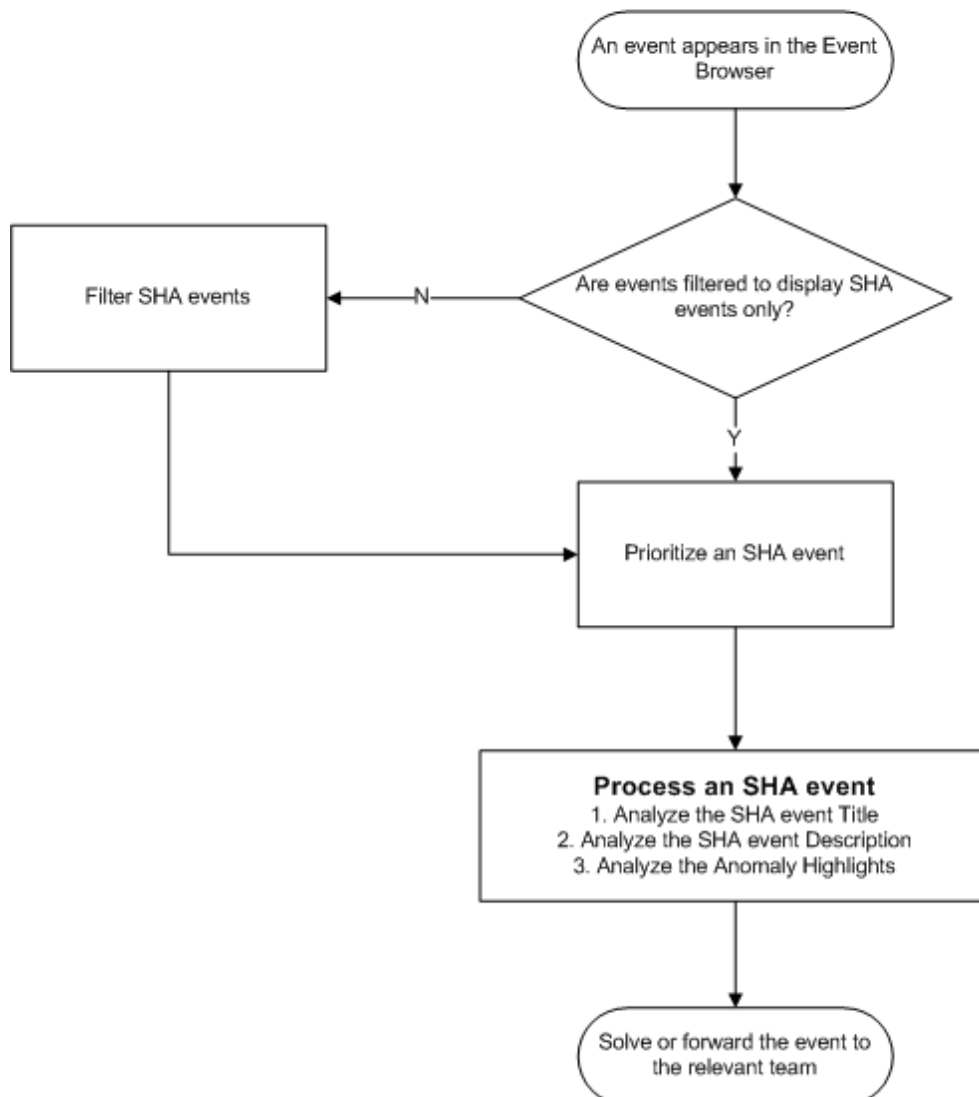 An event appears in the Event
Browser
Are events filtered to display SHA
events only?
N
Filter SHA events
Y
Prioritize an SHA event
Process an SHA event
1. Analyze the SHA event Title
2. Analyze the SHA event Description
3. Analyze the Anomaly Highlights
Solve or forward the event to
the relevant team